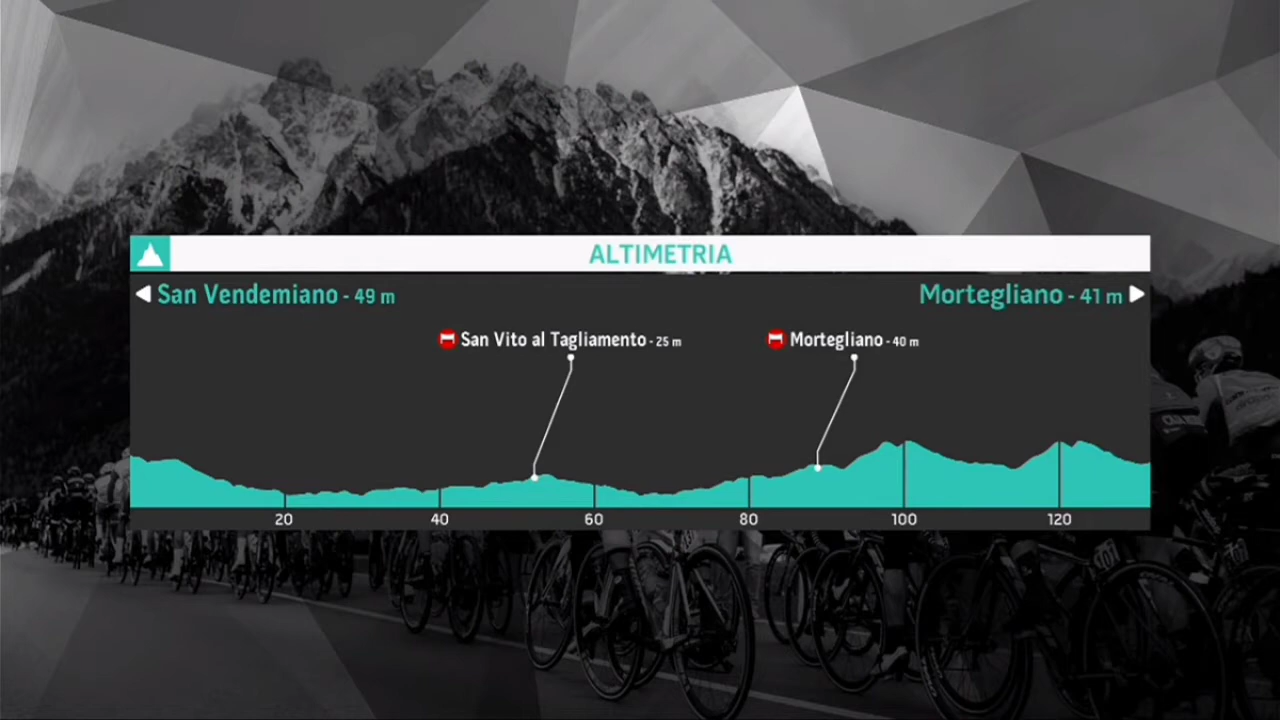 ALTIMETRIA
San Vendemiano - 49 m
Mortegliano - 41 m
San Vito al Tagliamento - 25 m
Mortegliano - 40 m
20 40 60 80 100 120